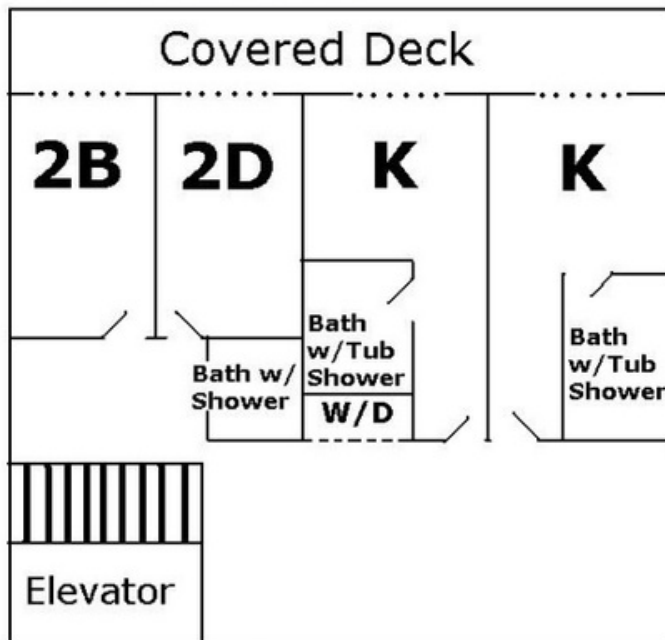 Covered Deck
2B
2D
K
K
Bath
w/Tub
Shower
Bath
w/Tub
Shower
Bath w/
Shower
W/D
Elevator